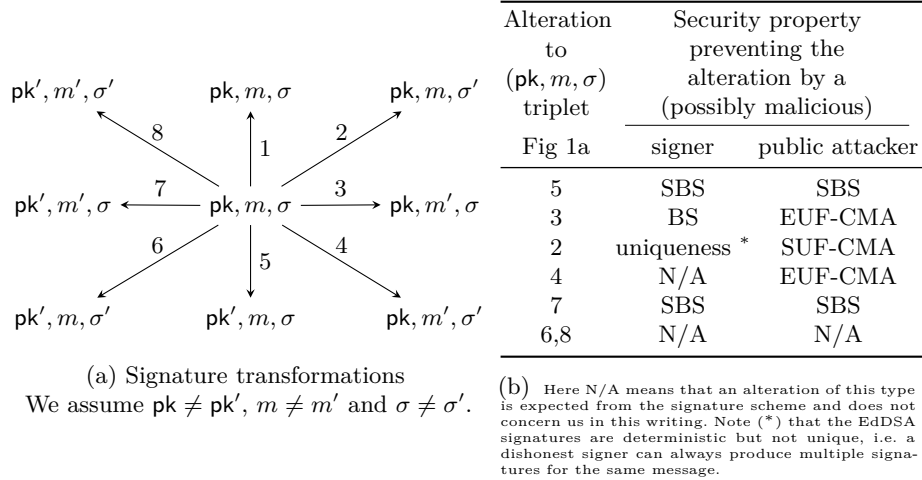 pk′, m′, σ′
pk, m, σ
pk, m, σ′
8
1
2
pk′, m′, σ
7
pk, m, σ
3
pk, m′, σ
6
5
4
pk′, m, σ′
pk′, m, σ
pk, m′, σ′
(a) Signature transformations
We assume pk ≠ pk′, m ≠ m′ and σ ≠ σ′.
Alteration Security property
to preventing the
(pk, m, σ) alteration by a
triplet (possibly malicious)
Fig 1a signer public attacker
5 SBS SBS
3 BS EUF-CMA
2 uniqueness * SUF-CMA
4 N/A EUF-CMA
7 SBS SBS
6,8 N/A N/A
(b) Here N/A means that an alteration of this type
is expected from the signature scheme and does not
concern us in this writing. Note (*) that the EdDSA
signatures are deterministic but not unique, i.e. a
dishonest signer can always produce multiple signa-
tures for the same message.